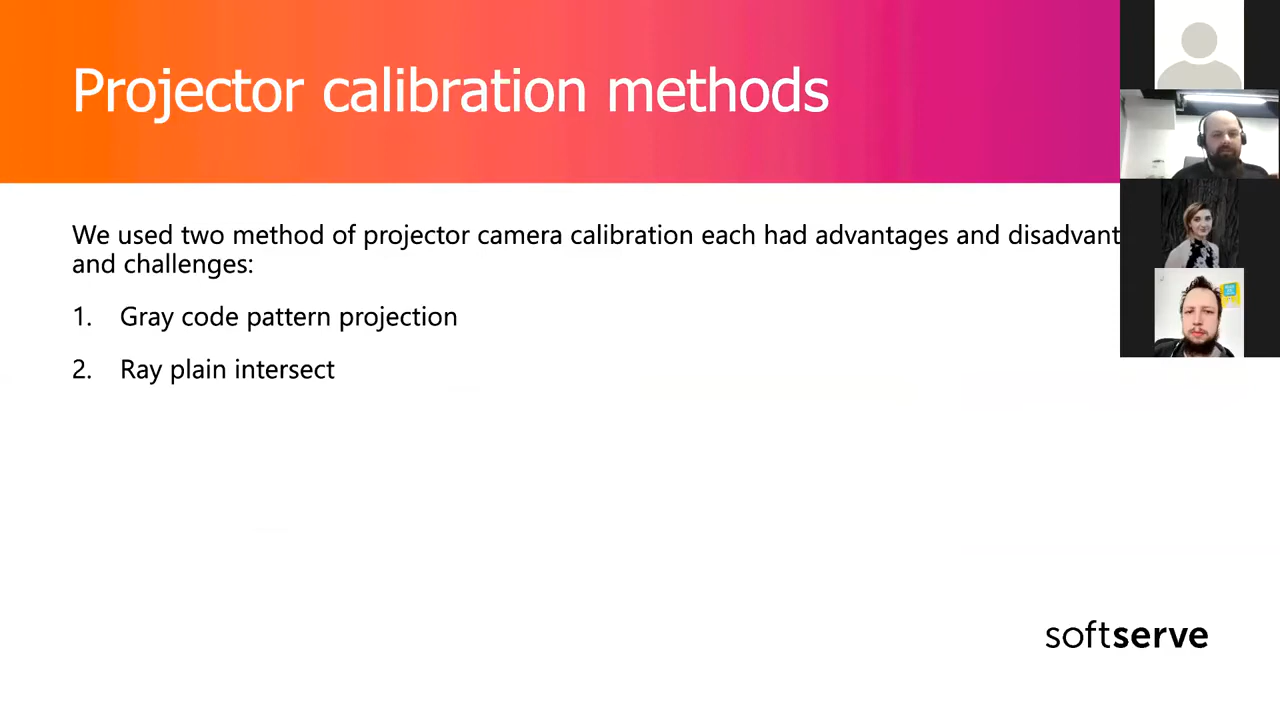 Projector calibration methods
We used two method of projector camera calibration each had advantages and
and challenges:
1. Gray code pattern projection
2. Ray plain intersect
softserve